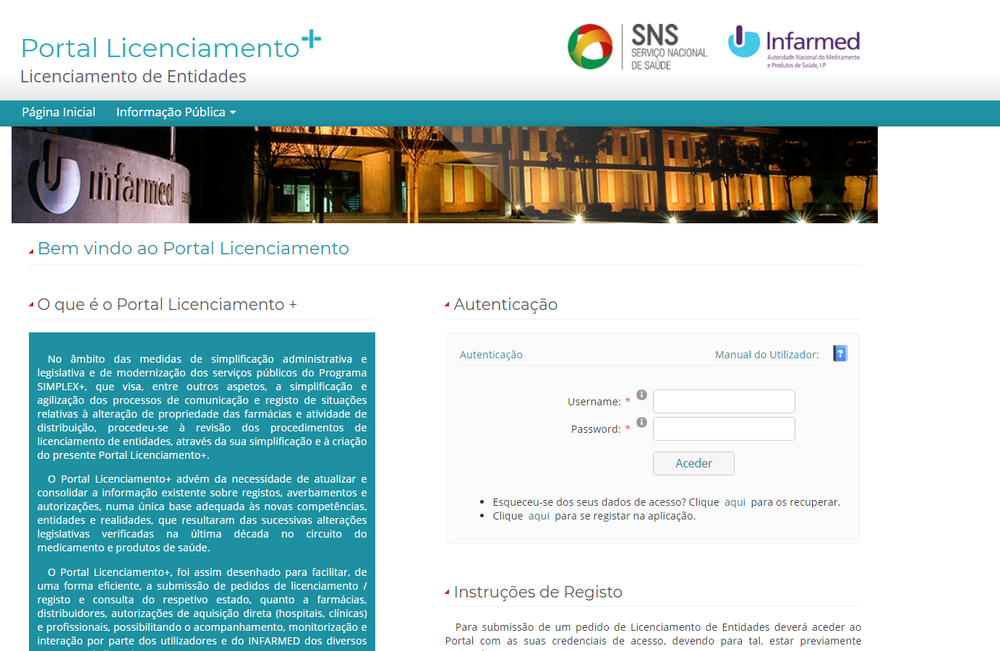 Portal Licenciamento+
Licenciamento de Entidades
SNS
SERVIÇO NACIONAL
DE SAÚDE
Infarmed
Autoridade Nacional do Medicamento
e Produtos de Saúde, I.P.
Página Inicial
Informação Pública
infarmed
Bem vindo ao Portal Licenciamento
O que é o Portal Licenciamento +
No âmbito das medidas de simplificação administrativa e
legislativa e de modernização dos serviços públicos do Programa
SIMPLEX+, que visa, entre outros aspetos, a simplificação e
agilização dos processos de comunicação e registo de situações
relativas à alteração de propriedade das farmácias e atividade de
distribuição, procedeu-se à revisão dos procedimentos de
licenciamento de entidades, através da sua simplificação e à criação
do presente Portal Licenciamento+.
O Portal Licenciamento+ advém da necessidade de atualizar e
consolidar a informação existente sobre registos, averbamentos e
autorizações, numa única base adequada às novas competências,
entidades e realidades, que resultaram das sucessivas alterações
legislativas verificadas na última década no circuito do
medicamento e produtos de saúde.
O Portal Licenciamento+, foi assim desenhado para facilitar, de
uma forma eficiente, a submissão de pedidos de licenciamento /
registo e consulta do respetivo estado, quanto a farmácias,
distribuidores, autorizações de aquisição direta (hospitais, clínicas)
e profissionais, possibilitando o acompanhamento, monitorização e
interação por parte dos utilizadores e do INFARMED dos diversos
Autenticação
Autenticação
Manual do Utilizador:
Username: *
Password: *
Aceder
Esqueceu-se dos seus dados de acesso? Clique aqui para os recuperar.
Clique aqui para se registar na aplicação.
Instruções de Registo
Para submissão de um pedido de Licenciamento de Entidades deverá aceder ao
Portal com as suas credenciais de acesso, devendo para tal, estar previamente